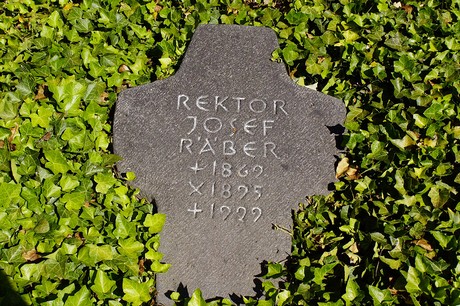 REKTOR
JOSEF
RÄBER
+1869
×1895
+1922